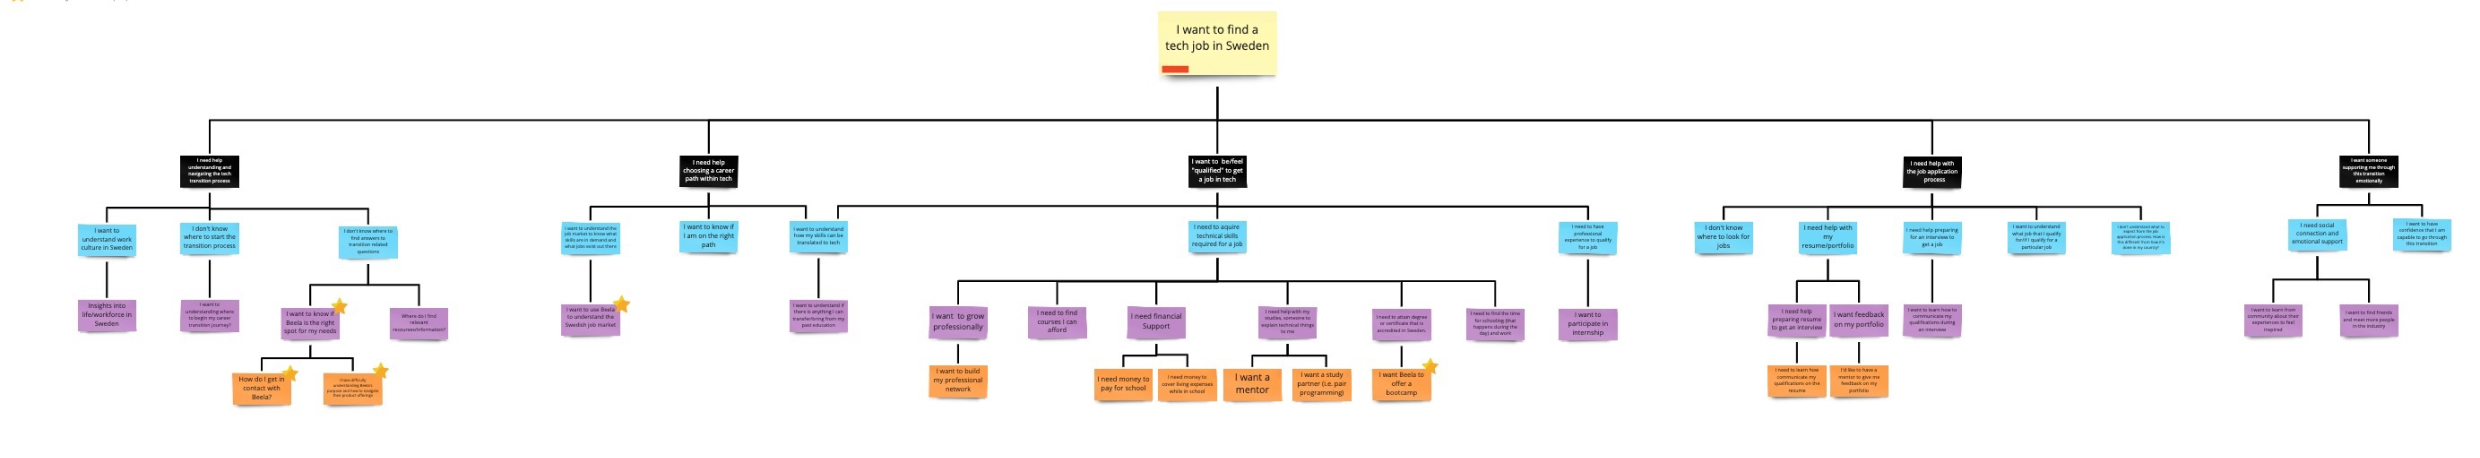 I want to find a
tech job in Sweden
I need help
understanding and
navigating the tech
transition process
I need help
choosing a career
path within tech
I want to be/feel
"qualified" to get
a job in tech
I need help with
the job application
process
I want someone
supporting me through
this transition
emotionally
I want to
understand work
culture in Sweden
I don't know
where to start the
transition process
I don't know where to
find answers to
transition related
questions
I want to understand the
job market to know what
skills are in demand and
what jobs exist out there
I want to know if
I am on the right
path
I want to understand
how my skills can be
translated to tech
I need to aquire
technical skills
required for a job
I need to have
professional
experience to qualify
for a job
I don't know
where to look for
jobs
I need help with
my
resume/portfolio
I need help preparing
for an interview to
get a job
I want to understand
what job that I qualify
for/if I qualify for a
particular job
I don't understand what to
expect from the job
application process,
I need social
connection and
emotional support
I want to have
confidence that I am
capable to go through
this transition
Insights into
life/workforce in
Sweden
I want to
understanding where
to begin my career
transition journey?
I want to know if
Beela is the right
spot for my needs
Where do I find
relevant
resources/information?
I want to use Beela
to understand the
Swedish job market
I want to understand if
there is anything I can
transferring from my
past education
I want to grow
professionally
I need to find
courses I can
afford
I need financial
Support
I need help with my
studies, someone to
explain technical things
to me
I need to attain degree
or certificate that is
accredited in Sweden.
I need to find the time
for schooling (that
happens during the
day) and work
I want to
participate in
internship
I need help
preparing resume
to get an interview
I want feedback
on my portfolio
I want to learn how to
communicate my
qualifications during
an interview
I want to learn from
community about their
experiences to feel
inspired
I want to find friends
and meet more people
in the industry
How do I get in
contact with
Beela?
I have difficulty
understanding Beela's
purpose and how to navigate
their product offerings
I want to build
my professional
network
I need money to
pay for school
I need money to
cover living expenses
while in school
I want a
mentor
I want a study
partner (i.e. pair
programming)
I want Beela to
offer a
bootcamp
I need to learn how
communicate my
qualifications on the
resume
I'd like to have a
mentor to give me
feedback on my
portfolio